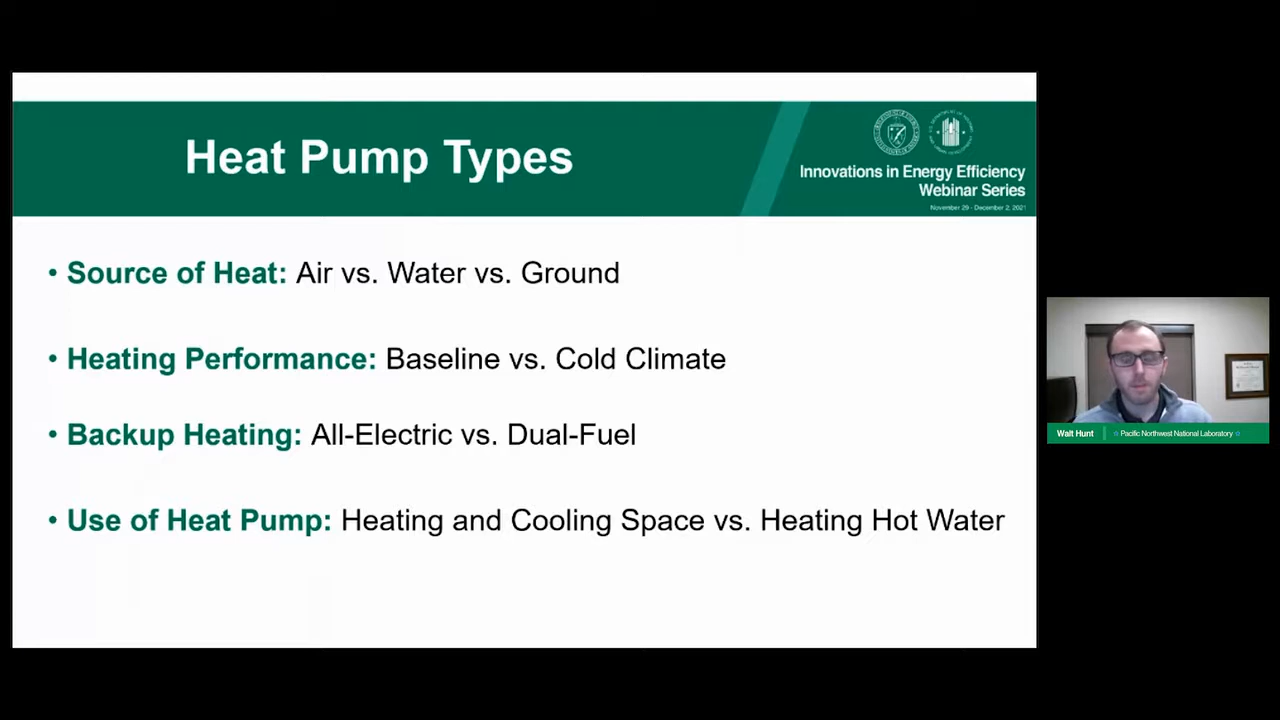 Heat Pump Types
Innovations in Energy Efficiency
Webinar Series
November 29 - December 2, 2021
• Source of Heat: Air vs. Water vs. Ground
• Heating Performance: Baseline vs. Cold Climate
• Backup Heating: All-Electric vs. Dual-Fuel
• Use of Heat Pump: Heating and Cooling Space vs. Heating Hot Water
Walt Hunt
Pacific Northwest National Laboratory